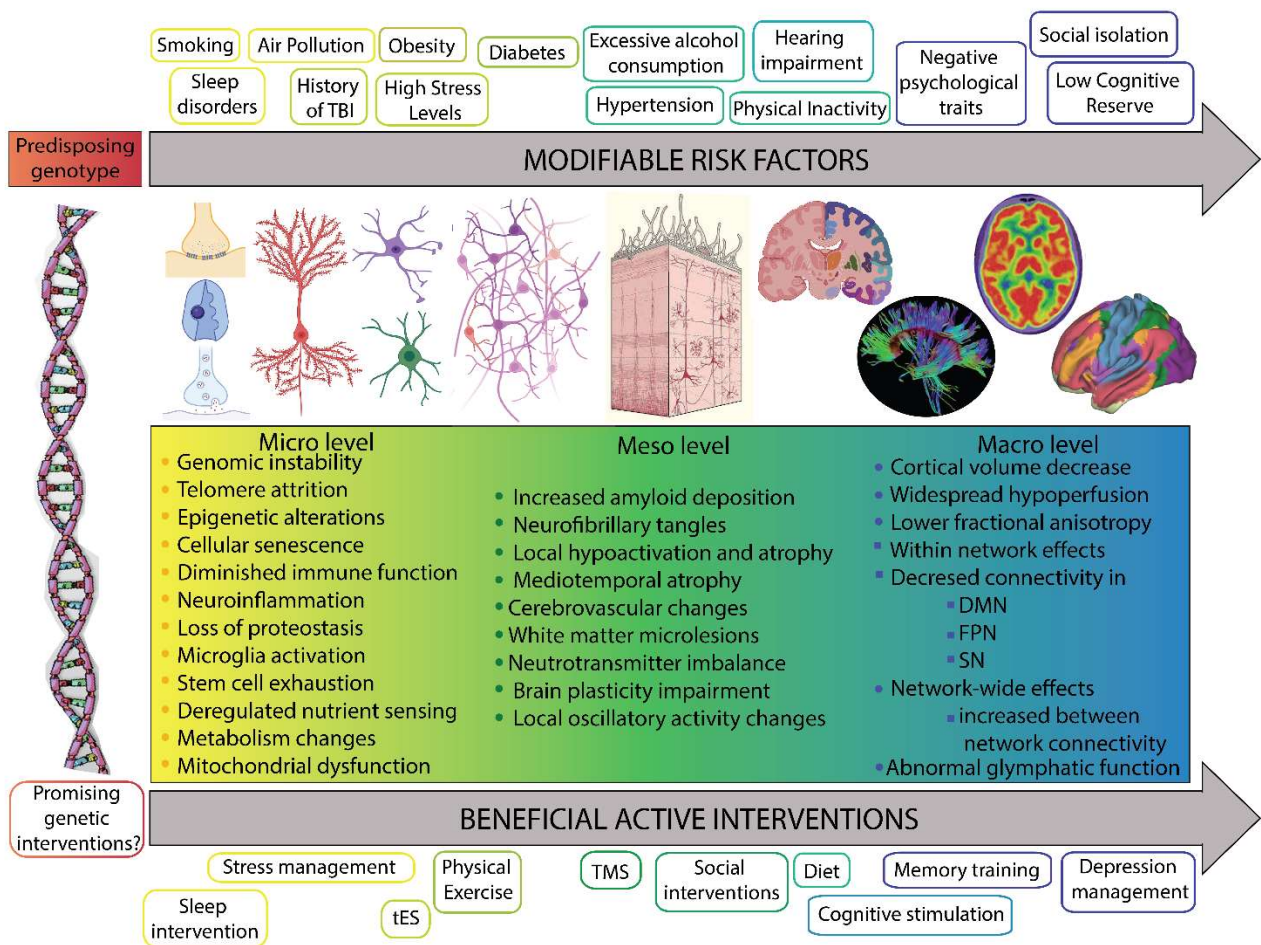 Smoking
Air Pollution
Obesity
Diabetes
Excessive alcohol
consumption
Hearing
impairment
Social isolation
Sleep
disorders
History
of TBI
High Stress
Levels
Hypertension
Physical Inactivity
Negative
psychological
traits
Low Cognitive
Reserve
Predisposing
genotype
MODIFIABLE RISK FACTORS
Micro level
Genomic instability
Telomere attrition
Epigenetic alterations
Cellular senescence
Diminished immune function
Neuroinflammation
Loss of proteostasis
Microglia activation
Stem cell exhaustion
Deregulated nutrient sensing
Metabolism changes
Mitochondrial dysfunction
Meso level
Increased amyloid deposition
Neurofibrillary tangles
Local hypoactivation and atrophy
Mediotemporal atrophy
Cerebrovascular changes
White matter microlesions
Neutrotransmitter imbalance
Brain plasticity impairment
Local oscillatory activity changes
Macro level
Cortical volume decrease
Widespread hypoperfusion
Lower fractional anisotropy
Within network effects
Decresed connectivity in
DMN
FPN
SN
Network-wide effects
increased between
network connectivity
Abnormal glymphatic function
Promising
genetic
interventions?
BENEFICIAL ACTIVE INTERVENTIONS
Stress management
Physical
Exercise
TMS
Social
interventions
Diet
Memory training
Depression
management
Sleep
intervention
tES
Cognitive stimulation